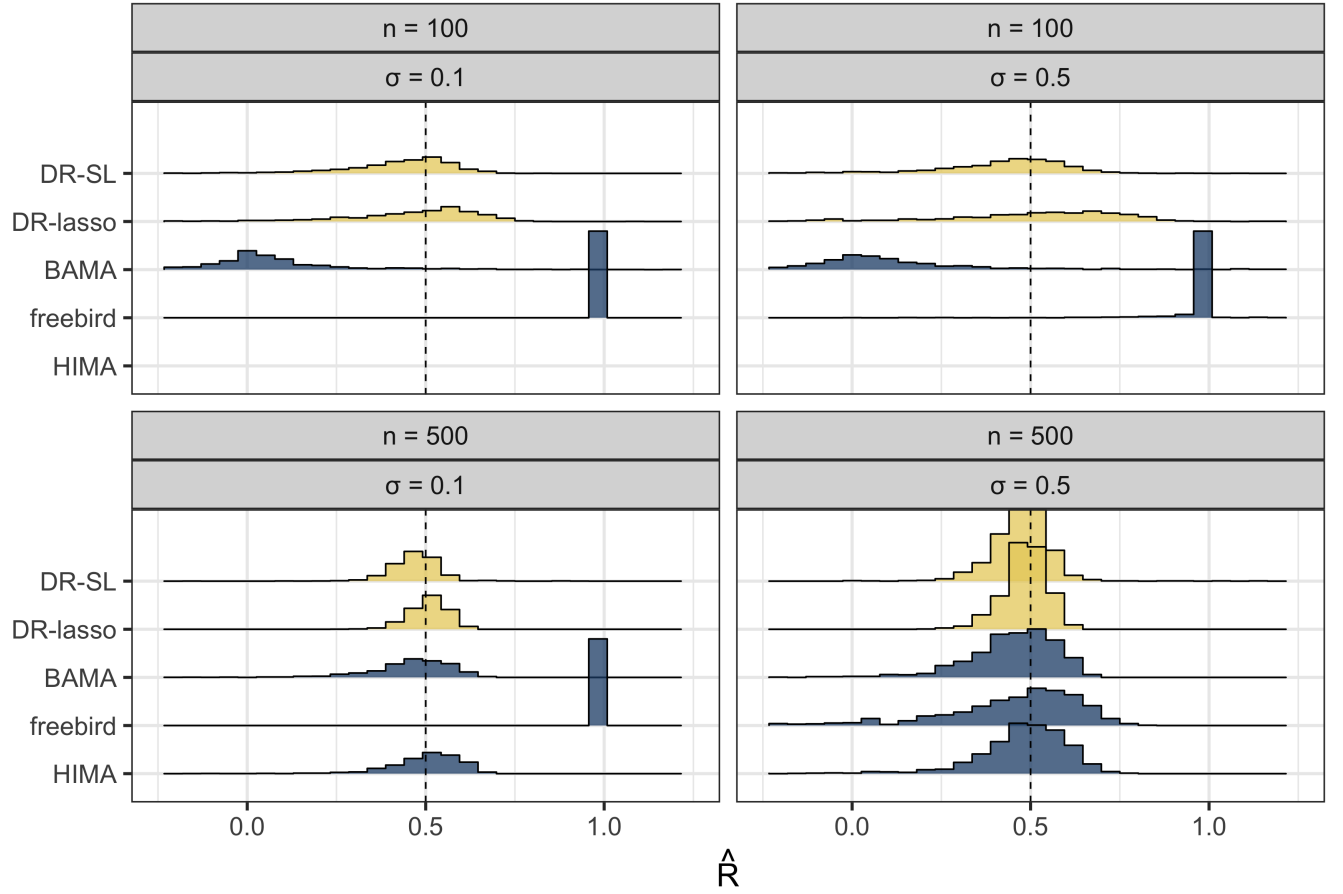 n = 100
n = 100
σ = 0.1
σ = 0.5
DR-SL
DR-lasso
BAMA
freebird
HIMA
n = 500
n = 500
σ = 0.1
σ = 0.5
DR-SL
DR-lasso
BAMA
freebird
HIMA
0.0 0.5 1.0 0.0 0.5 1.0
R̂